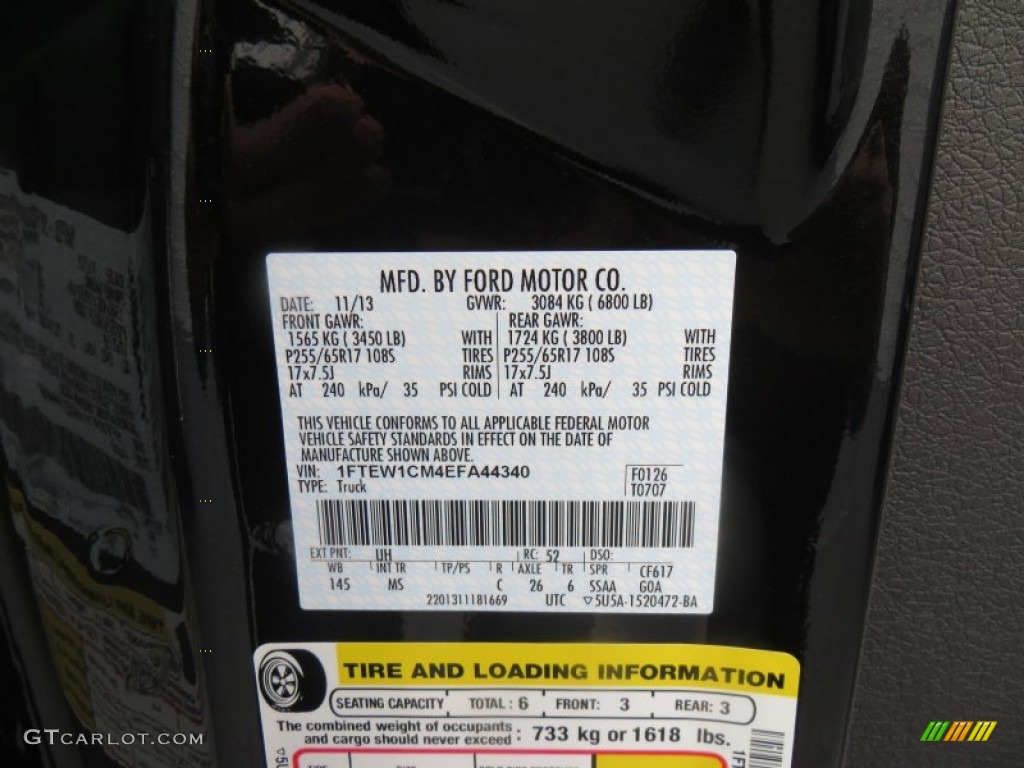 MFD. BY FORD MOTOR CO.
DATE: 11/13 GVWR: 3084 KG ( 6800 LB)
FRONT GAWR: REAR GAWR:
1565 KG ( 3450 LB) WITH 1724 KG ( 3800 LB) WITH
P255/65R17 108S TIRES P255/65R17 108S TIRES
17x7.5J RIMS 17x7.5J RIMS
AT 240 kPa/ 35 PSI COLD AT 240 kPa/ 35 PSI COLD
THIS VEHICLE CONFORMS TO ALL APPLICABLE FEDERAL MOTOR
VEHICLE SAFETY STANDARDS IN EFFECT ON THE DATE OF
MANUFACTURE SHOWN ABOVE.
VIN: 1FTEW1CM4EFA44340 F0126
TYPE: Truck T0707
EXT PNT: UH RC: 52 DSO:
WB INT TR TP/PS R AXLE TR SPR CF617
145 MS C 26 6 SSAA GOA
2201311181669 UTC ▽5U5A-1520472-BA
TIRE AND LOADING INFORMATION
SEATING CAPACITY TOTAL : 6 FRONT: 3 REAR: 3
The combined weight of occupants
and cargo should never exceed : 733 kg or 1618 lbs.
GTCARLOT.COM